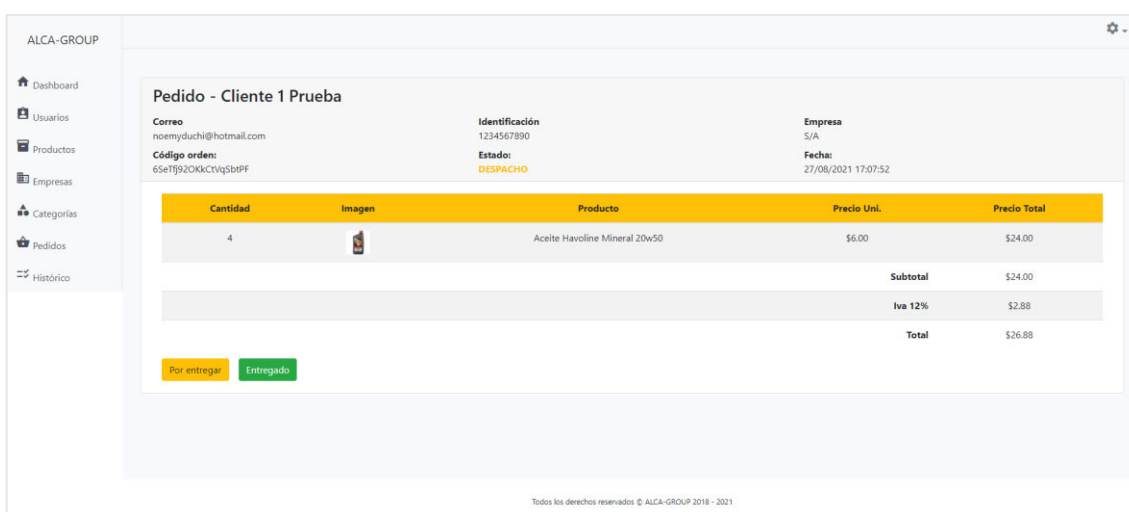 ALCA-GROUP
Dashboard
Usuarios
Productos
Empresas
Categorías
Pedidos
Histórico
Pedido - Cliente 1 Prueba
Correo Identificación Empresa
noemyduchi@hotmail.com 1234567890 S/A
Código orden: Estado: Fecha:
6SeTfj92OKkCtVqSbtPF DESPACHO 27/08/2021 17:07:52
Cantidad Imagen Producto Precio Uni. Precio Total
4 Aceite Havoline Mineral 20w50 $6.00 $24.00
Subtotal $24.00
Iva 12% $2.88
Total $26.88
Por entregar Entregado
Todos los derechos reservados © ALCA-GROUP 2018 - 2021